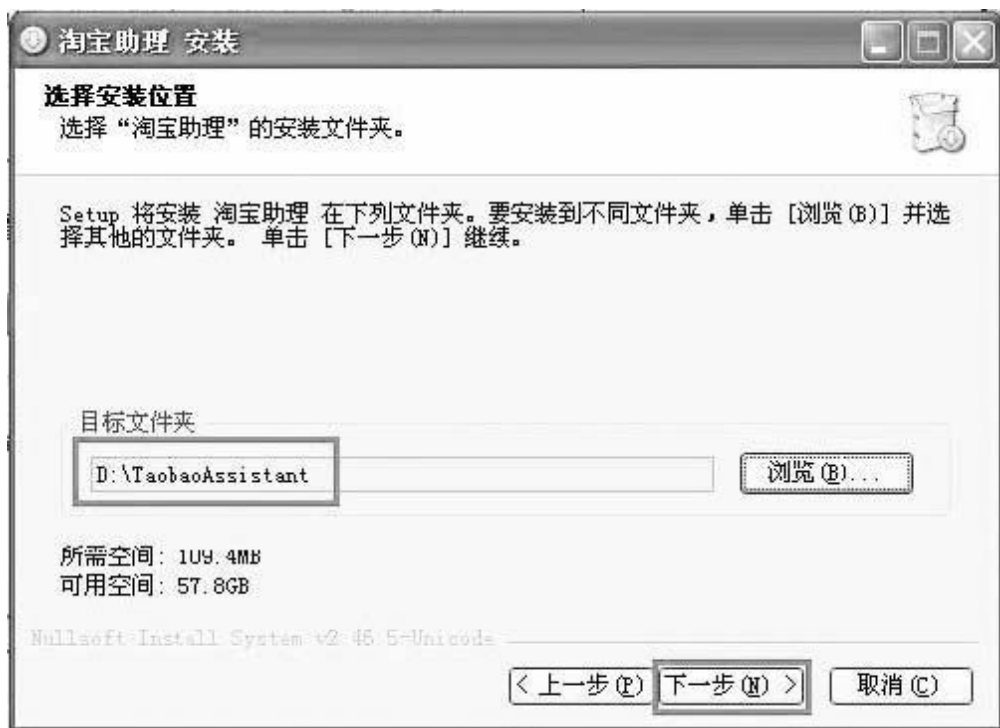 淘宝助理 安装
选择安装位置
选择“淘宝助理”的安装文件夹。
Setup 将安装 淘宝助理 在下列文件夹。要安装到不同文件夹，单击 [浏览(B)] 并选
择其他的文件夹。 单击 [下一步(N)] 继续。
目标文件夹
D:\TaobaoAssistant
浏览(B)...
所需空间: 109.4MB
可用空间: 57.8GB
Nullsoft Install System v2.46.5-Unicode
< 上一步(P) 下一步(N) > 取消(C)